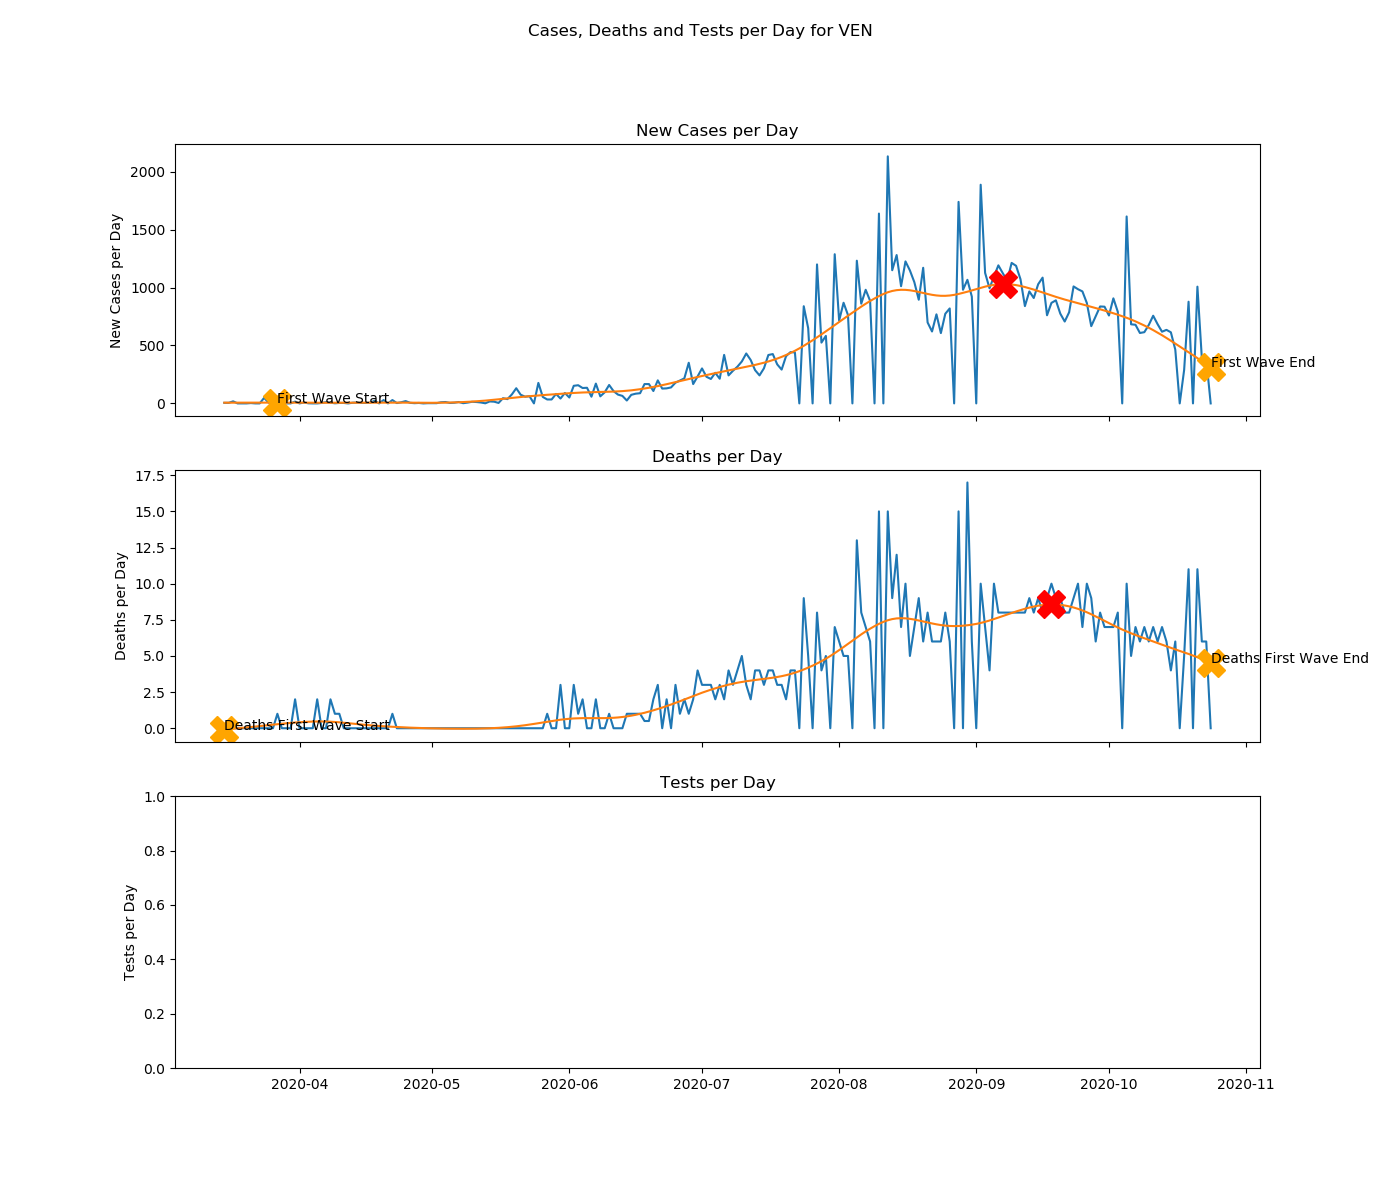 Cases, Deaths and Tests per Day for VEN
New Cases per Day
New Cases per Day
2000
1500
1000
500
0
First Wave Start
First Wave End
Deaths per Day
Deaths per Day
17.5
15.0
12.5
10.0
7.5
5.0
2.5
0.0
Deaths First Wave Start
Deaths First Wave End
Tests per Day
Tests per Day
1.0
0.8
0.6
0.4
0.2
0.0
2020-04 2020-05 2020-06 2020-07 2020-08 2020-09 2020-10 2020-11